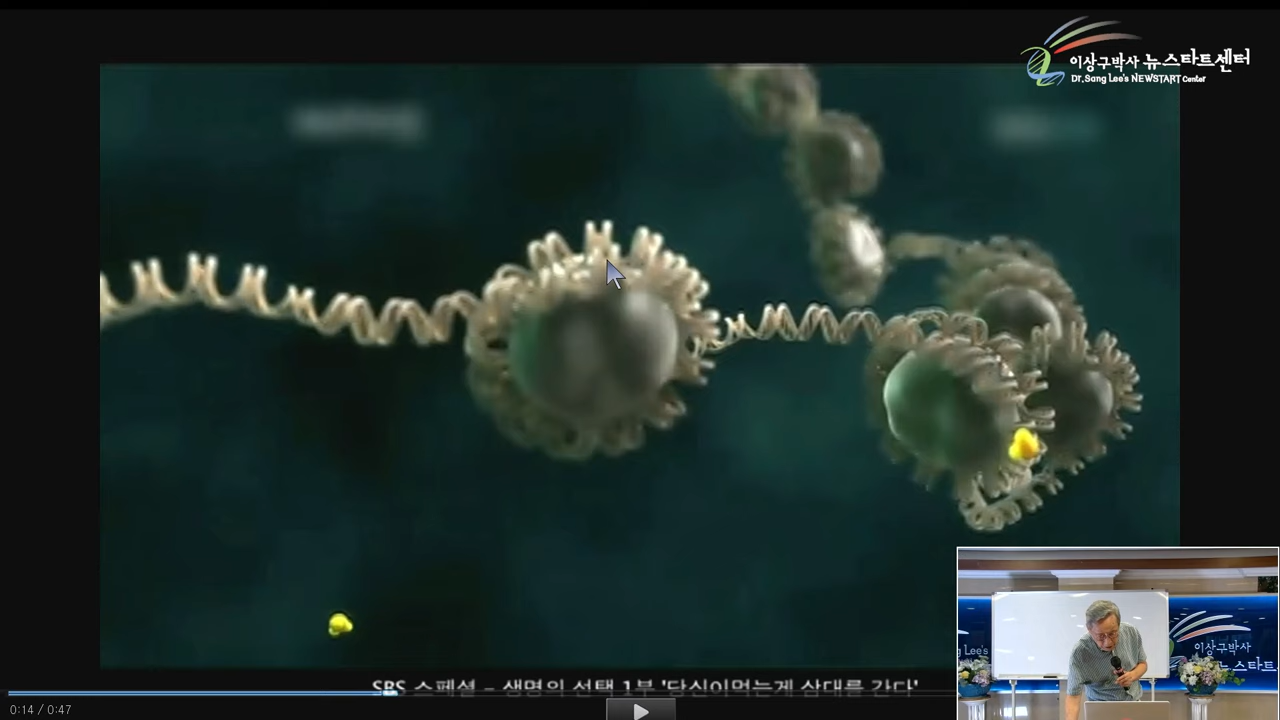 이상구박사 뉴스타트센터
Dr. Sang Lee's NEWSTART Center
SBS 스페셜 - 생명의 선택 1부 '당신이먹는게 삼대를 간다'
0:14 / 0:47
ng Lee's
이상구박사
뉴스타트